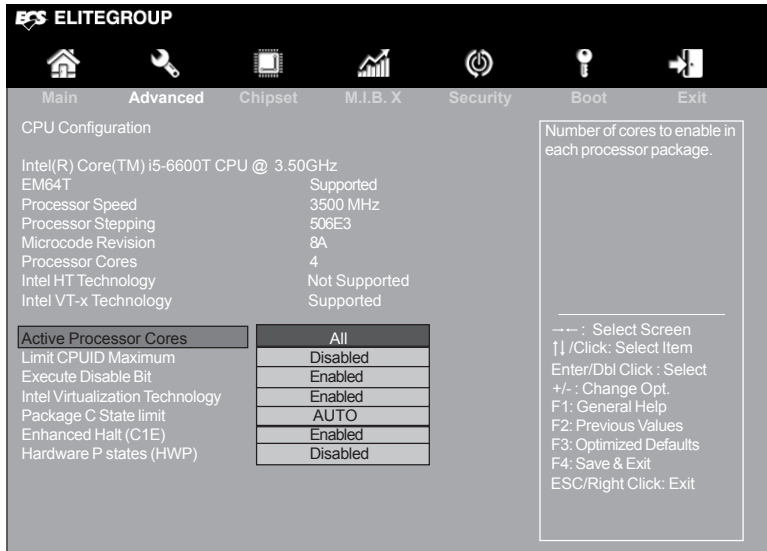 ECS ELITEGROUP
Main Advanced Chipset M.I.B. X Security Boot Exit
CPU Configuration
Intel(R) Core(TM) i5-6600T CPU @ 3.50GHz
EM64T Supported
Processor Speed 3500 MHz
Processor Stepping 506E3
Microcode Revision 8A
Processor Cores 4
Intel HT Technology Not Supported
Intel VT-x Technology Supported
Active Processor Cores All
Limit CPUID Maximum Disabled
Execute Disable Bit Enabled
Intel Virtualization Technology Enabled
Package C State limit AUTO
Enhanced Halt (C1E) Enabled
Hardware P states (HWP) Disabled
Number of cores to enable in
each processor package.
→← : Select Screen
↑↓ /Click: Select Item
Enter/Dbl Click : Select
+/- : Change Opt.
F1: General Help
F2: Previous Values
F3: Optimized Defaults
F4: Save & Exit
ESC/Right Click: Exit